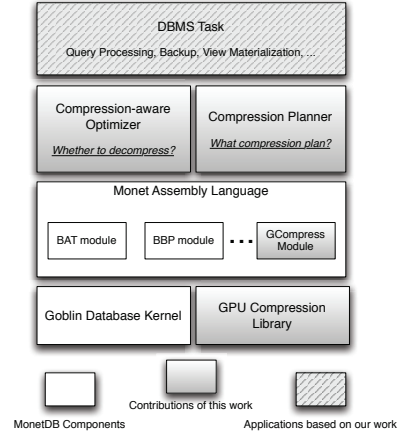 DBMS Task
Query Processing, Backup, View Materialization, ...
Compression-aware
Optimizer
Whether to decompress?
Compression Planner
What compression plan?
Monet Assembly Language
BAT module
BBP module
...
GCompress
Module
Goblin Database Kernel
GPU Compression
Library
Contributions of this work
MonetDB Components
Applications based on our work